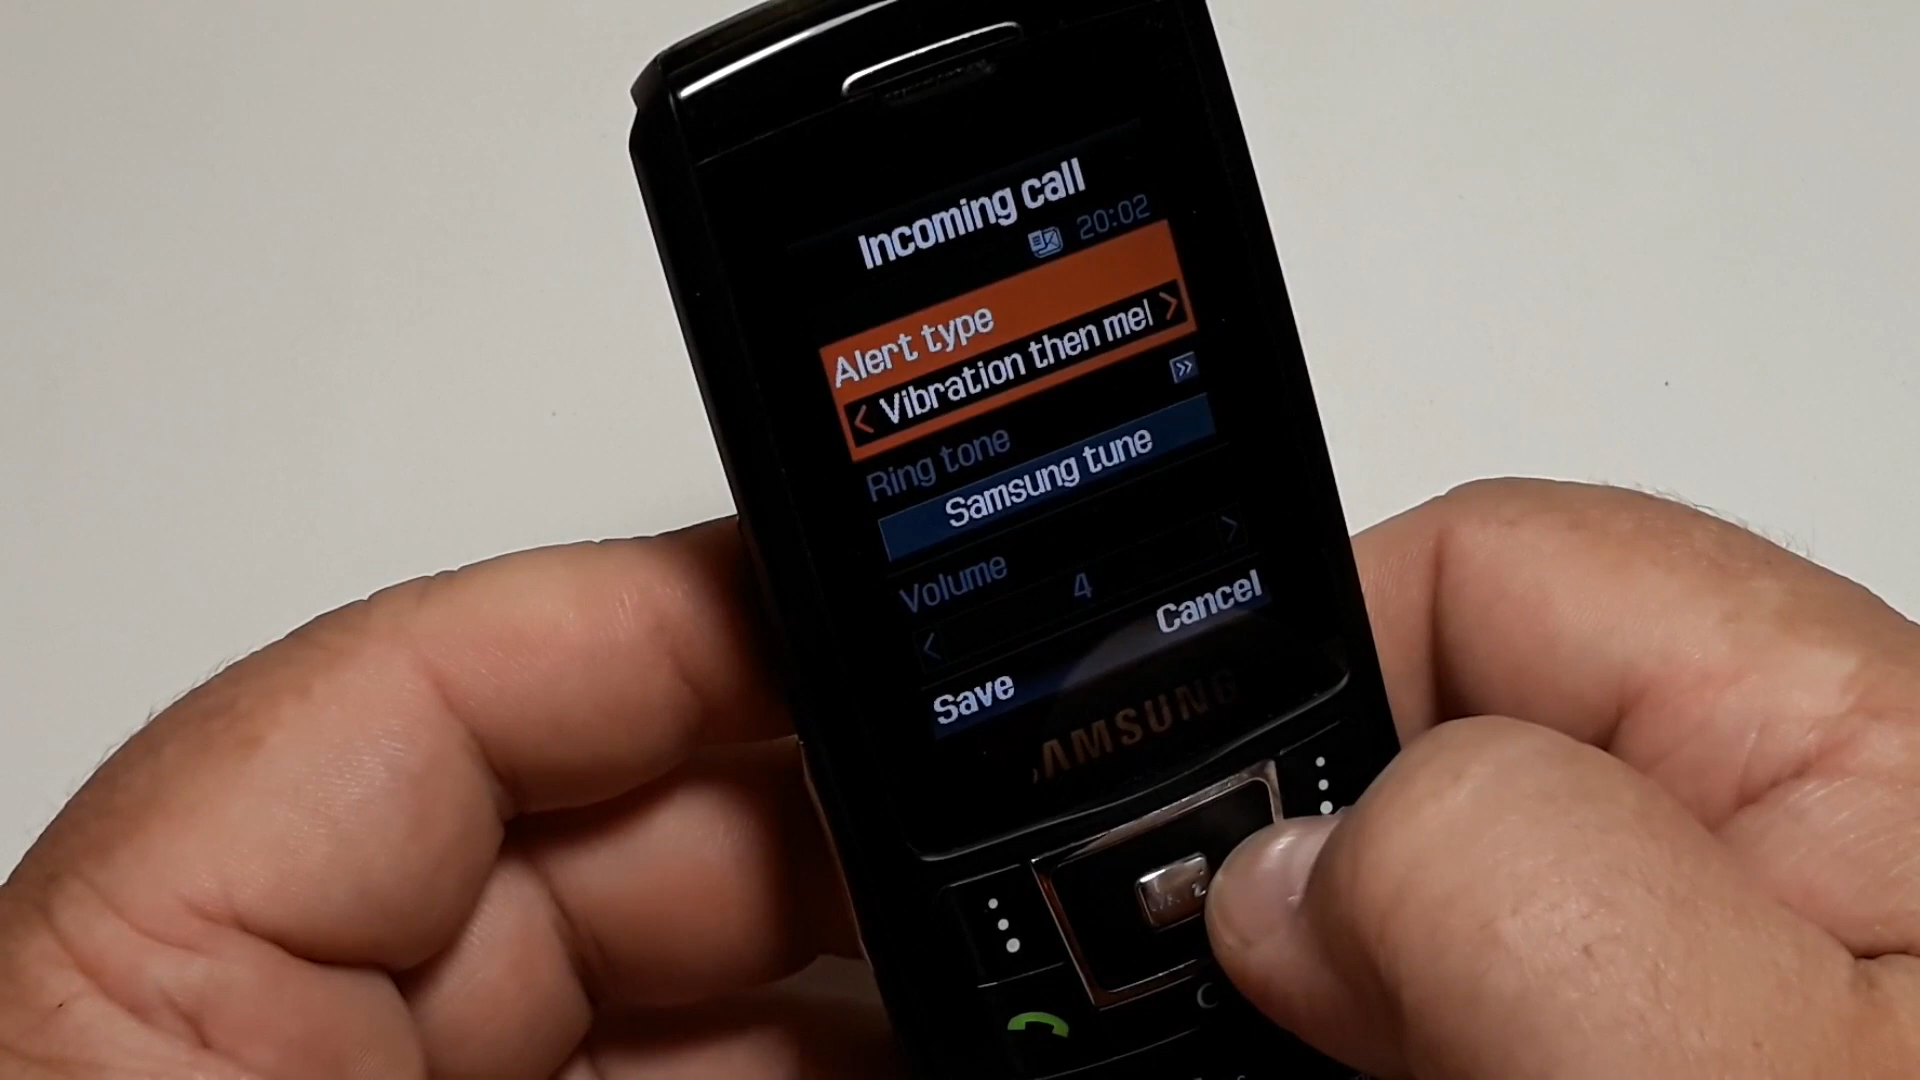 Incoming call
20:02
Alert type
< Vibration then mel >
Ring tone
Samsung tune
Volume
< 4 >
Save Cancel
SAMSUNG
C